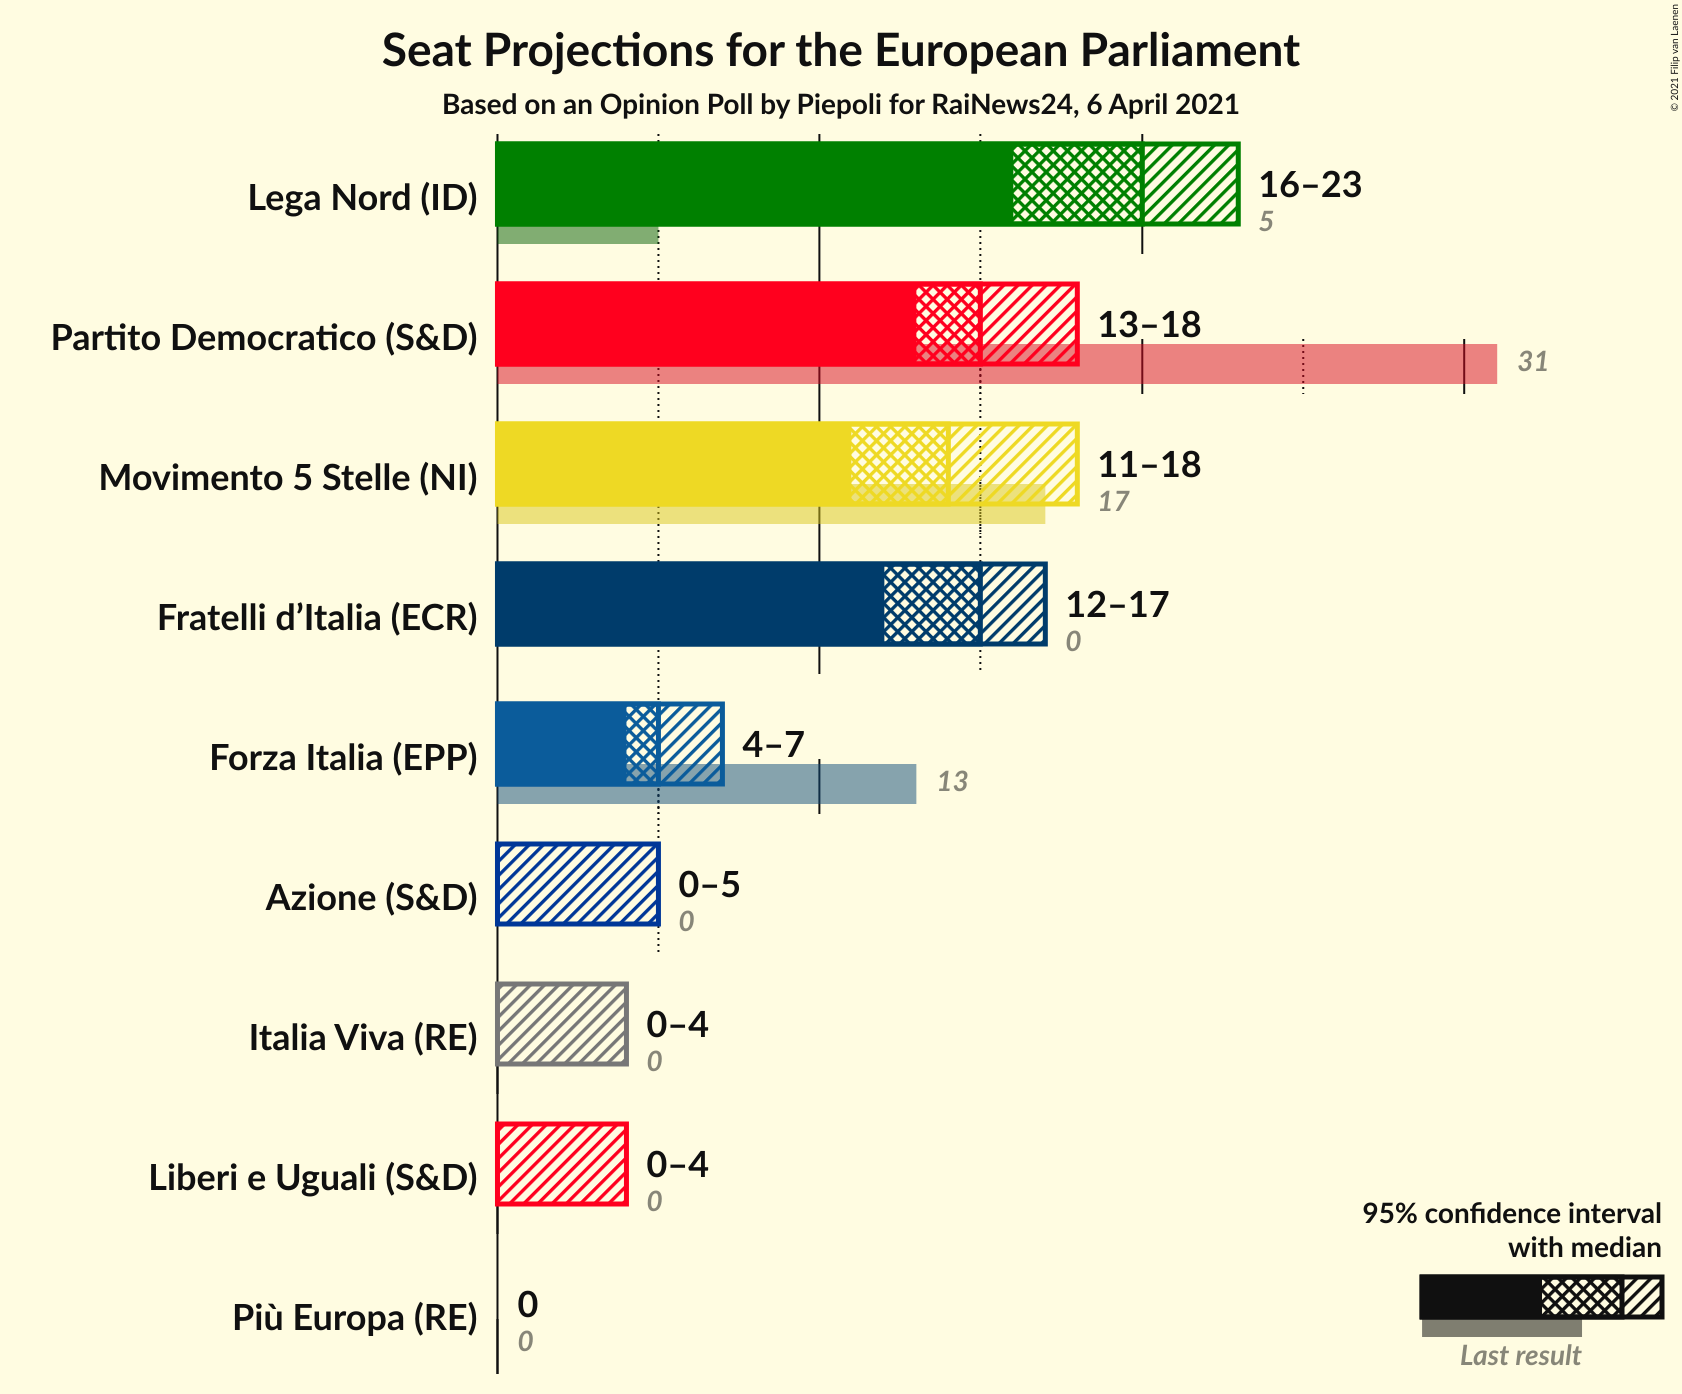 Seat Projections for the European Parliament
Based on an Opinion Poll by Piepoli for RaiNews24, 6 April 2021
© 2021 Filip van Laenen
Lega Nord (ID)
16–23
5
Partito Democratico (S&D)
13–18
31
Movimento 5 Stelle (NI)
11–18
17
Fratelli d’Italia (ECR)
12–17
0
Forza Italia (EPP)
4–7
13
Azione (S&D)
0–5
0
Italia Viva (RE)
0–4
0
Liberi e Uguali (S&D)
0–4
0
Più Europa (RE)
0
0
95% confidence interval
with median
Last result